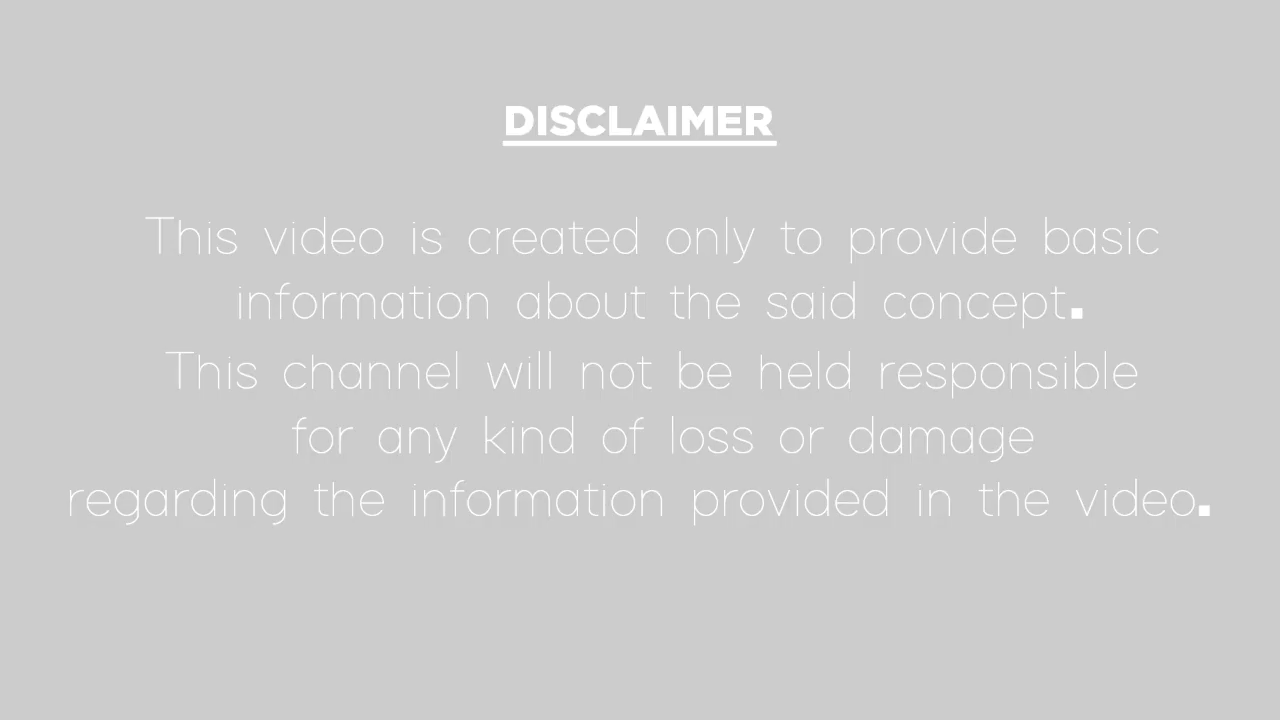 DISCLAIMER
This video is created only to provide basic
information about the said concept.
This channel will not be held responsible
for any kind of loss or damage
regarding the information provided in the video.